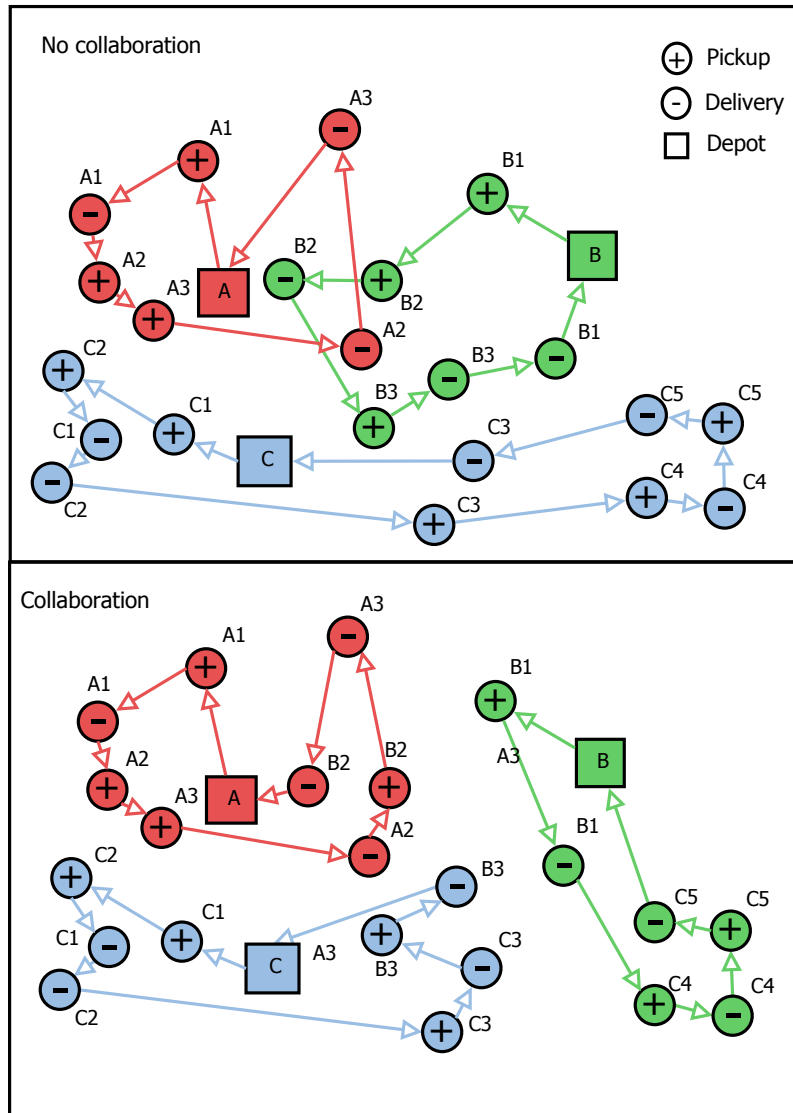 No collaboration
Pickup
Delivery
Depot
A3
A1
B1
A1
B2
B
A2
A3
A
B2
A2
B1
C2
B3
B3
C5
C5
C1
C1
C3
C
C4
C4
C2
C3
Collaboration
A3
A1
B1
A1
A2
B2
B2
A3
B
A3
A
A2
B1
C2
B3
C5
C5
C1
C1
A3
C3
C
B3
C4
C4
C2
C3